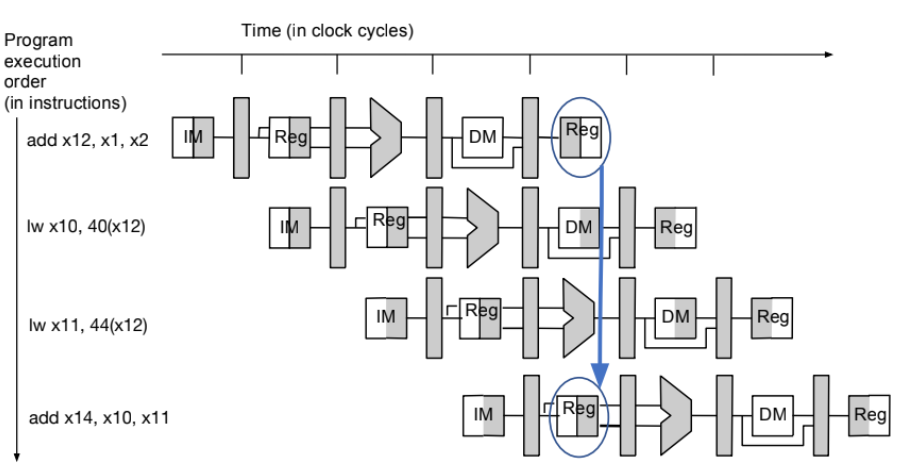 Time (in clock cycles)
Program
execution
order
(in instructions)
add x12, x1, x2
IM
Reg
DM
Reg
lw x10, 40(x12)
IM
Reg
DM
Reg
lw x11, 44(x12)
IM
Reg
DM
Reg
add x14, x10, x11
IM
Reg
DM
Reg